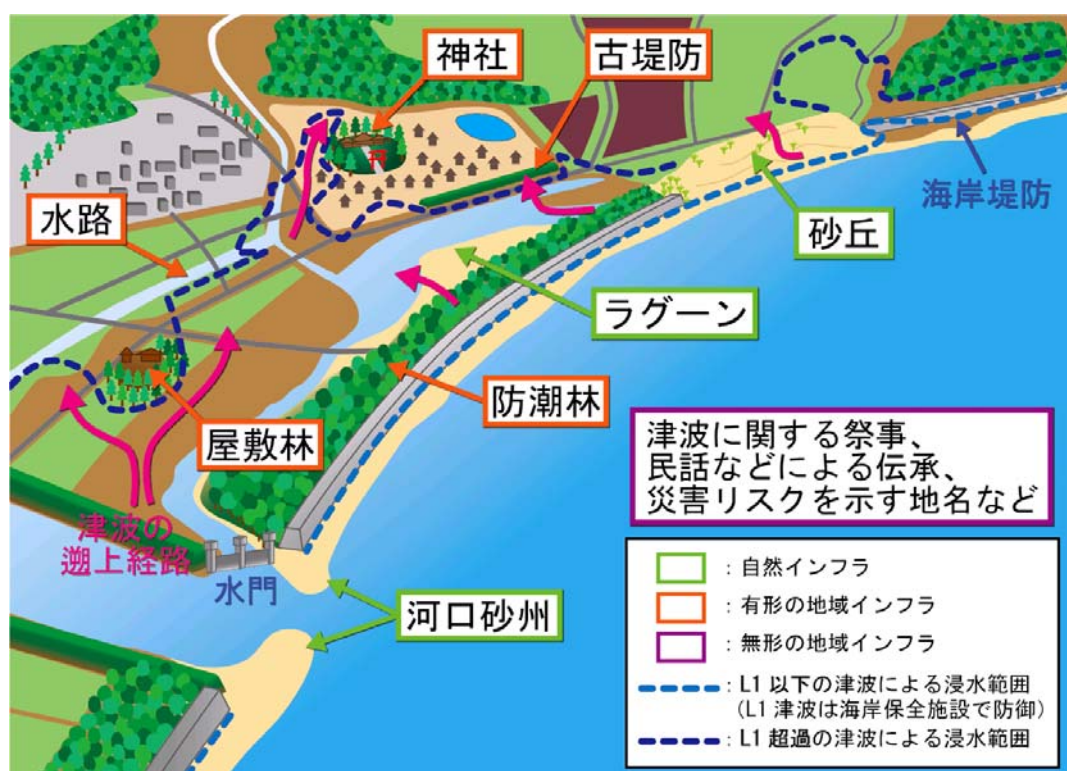 神社
古堤防
海岸堤防
水路
砂丘
ラグーン
防潮林
屋敷林
津波に関する祭事、
民話などによる伝承、
災害リスクを示す地名など
津波の
遡上経路
水門
河口砂州
：自然インフラ
：有形の地域インフラ
：無形の地域インフラ
：L1 以下の津波による浸水範囲
(L1 津波は海岸保全施設で防御)
：L1 超過の津波による浸水範囲